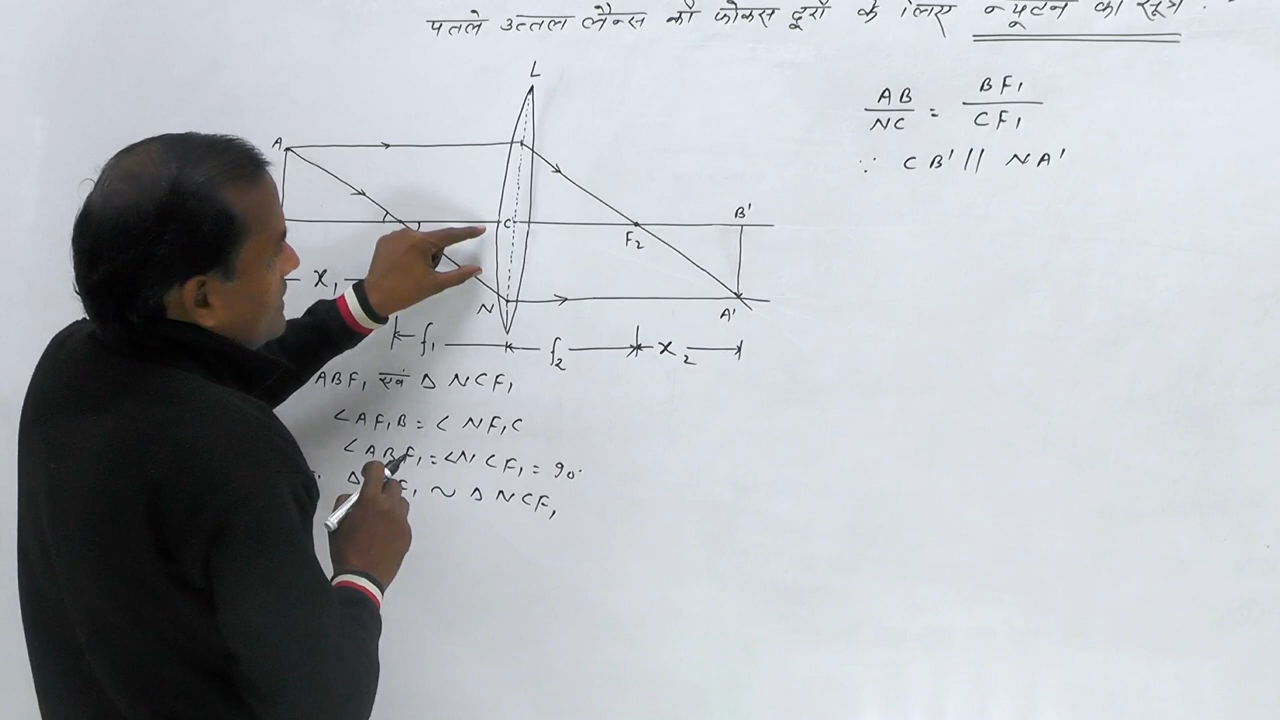 पतले उत्तल लैन्स की फोकस दूरी के लिए न्यूटन का सूत्र
AB/NC = BF₁/CF₁
∵ CB' // NA'
L
A
C
B'
F₂
x₁
N
A'
f₁ f₂ x₂
ABF₁ एवं Δ NCF₁
∠AF₁B = ∠NF₁C
∠ABF₁ = ∠NCF₁ = 90°
Δ F₁ ~ Δ NCF₁